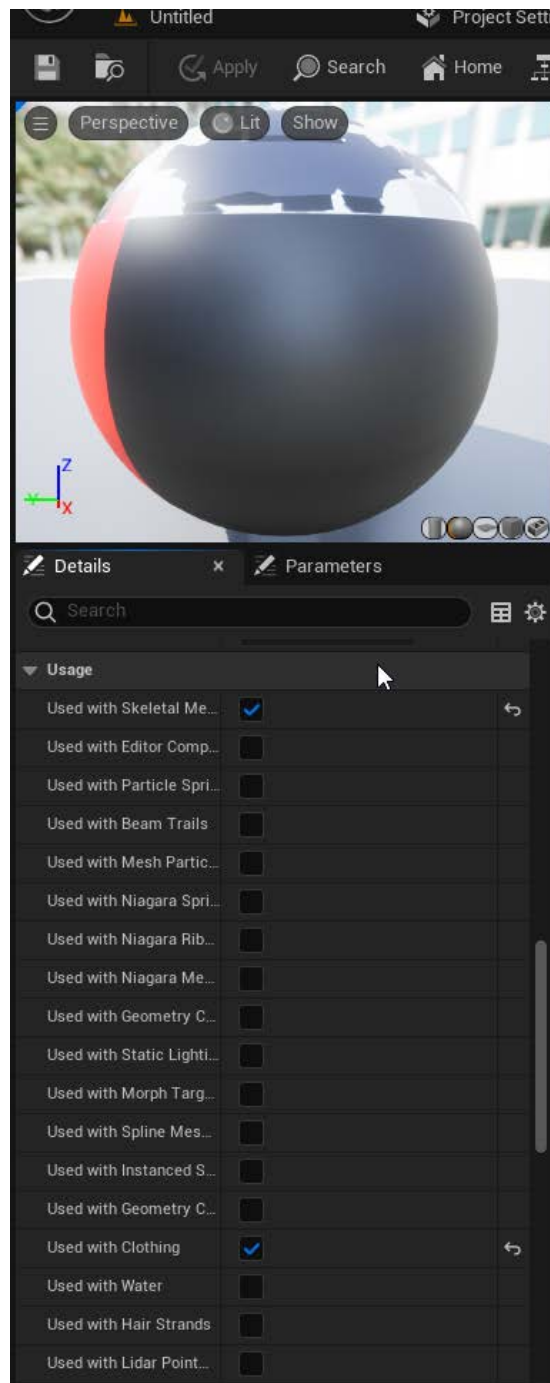 Untitled
Project Setti
Apply
Search
Home
Perspective
Lit
Show
Z
Y
X
Details
Parameters
Search
Usage
Used with Skeletal Me...
Used with Editor Comp...
Used with Particle Spri...
Used with Beam Trails
Used with Mesh Partic...
Used with Niagara Spri...
Used with Niagara Rib...
Used with Niagara Me...
Used with Geometry C...
Used with Static Lighti...
Used with Morph Targ...
Used with Spline Mes...
Used with Instanced S...
Used with Geometry C...
Used with Clothing
Used with Water
Used with Hair Strands
Used with Lidar Point...